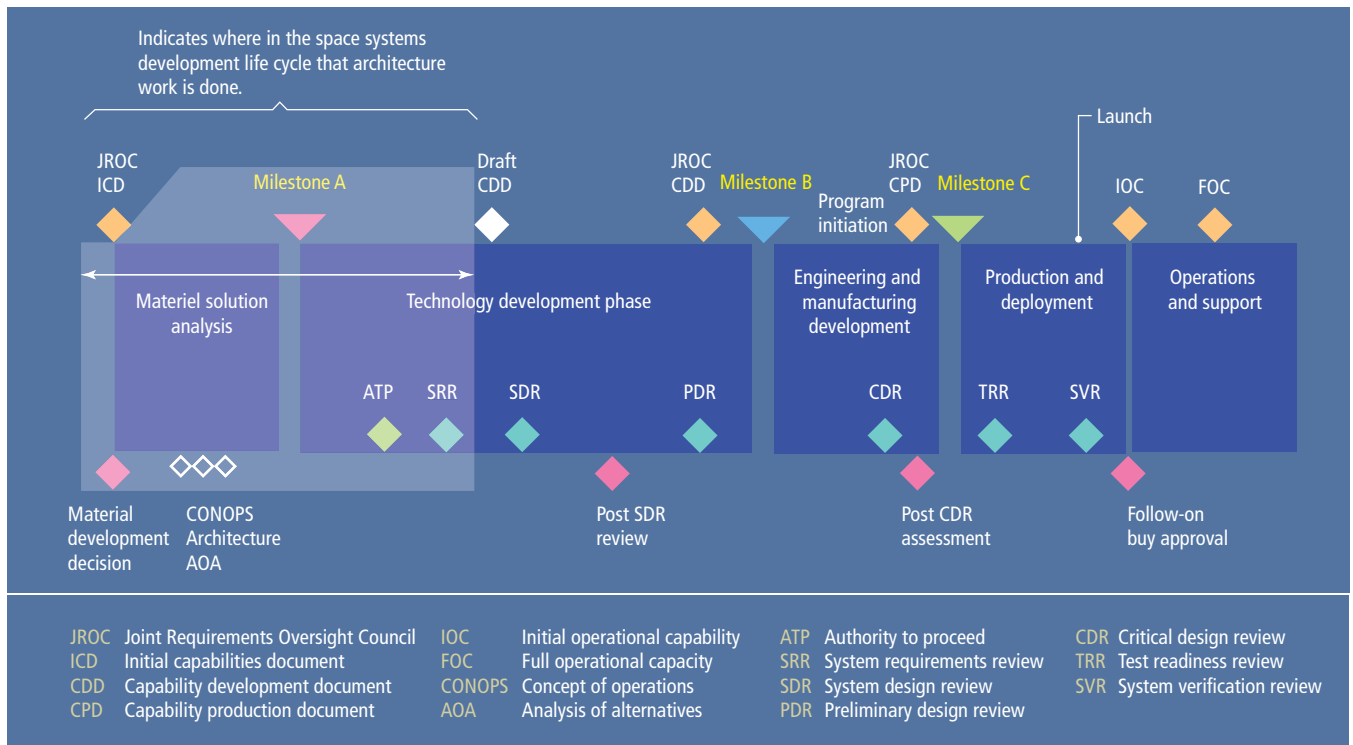 Indicates where in the space systems
development life cycle that architecture
work is done.
Launch
JROC
ICD
Milestone A
Draft
CDD
JROC
CDD
Milestone B
Program
initiation
JROC
CPD
Milestone C
IOC
FOC
Materiel solution
analysis
Technology development phase
Engineering and
manufacturing
development
Production and
deployment
Operations
and support
ATP
SRR
SDR
PDR
CDR
TRR
SVR
Material
development
decision
CONOPS
Architecture
AOA
Post SDR
review
Post CDR
assessment
Follow-on
buy approval
JROC Joint Requirements Oversight Council
ICD Initial capabilities document
CDD Capability development document
CPD Capability production document
IOC Initial operational capability
FOC Full operational capacity
CONOPS Concept of operations
AOA Analysis of alternatives
ATP Authority to proceed
SRR System requirements review
SDR System design review
PDR Preliminary design review
CDR Critical design review
TRR Test readiness review
SVR System verification review